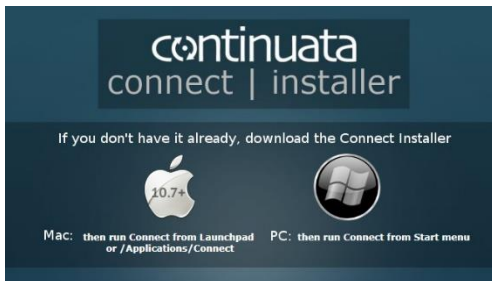 continuata
connect | installer
If you don't have it already, download the Connect Installer
10.7+
Mac: then run Connect from Launchpad
or /Applications/Connect
PC: then run Connect from Start menu